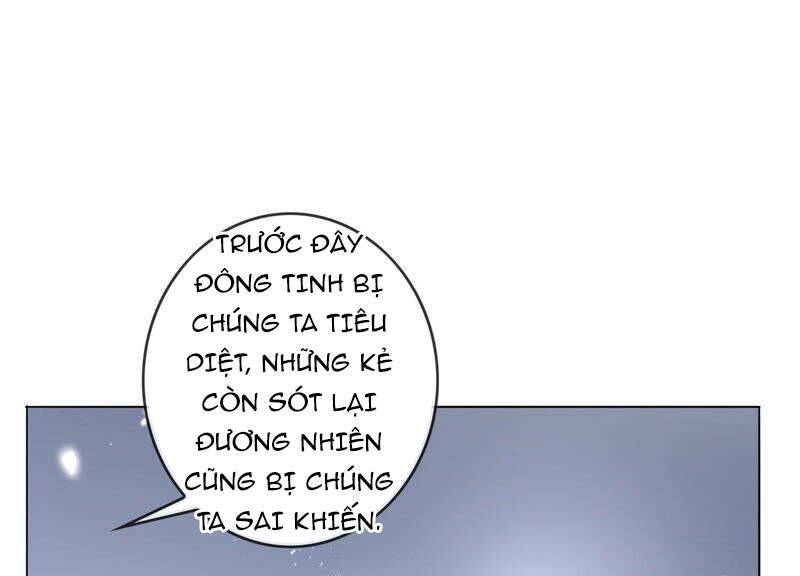 TRƯỚC ĐÂY
ĐÔNG TINH BỊ
CHÚNG TA TIÊU
DIỆT, NHỮNG KẺ
CÒN SÓT LẠI
ĐƯƠNG NHIÊN
CŨNG BỊ CHÚNG
TA SAI KHIẾN.